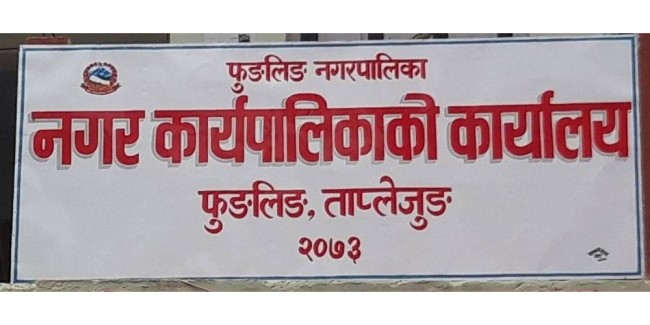 फुङलिङ नगरपालिका
नगर कार्यपालिकाको कार्यालय
फुङलिङ, ताप्लेजुङ
२०७३